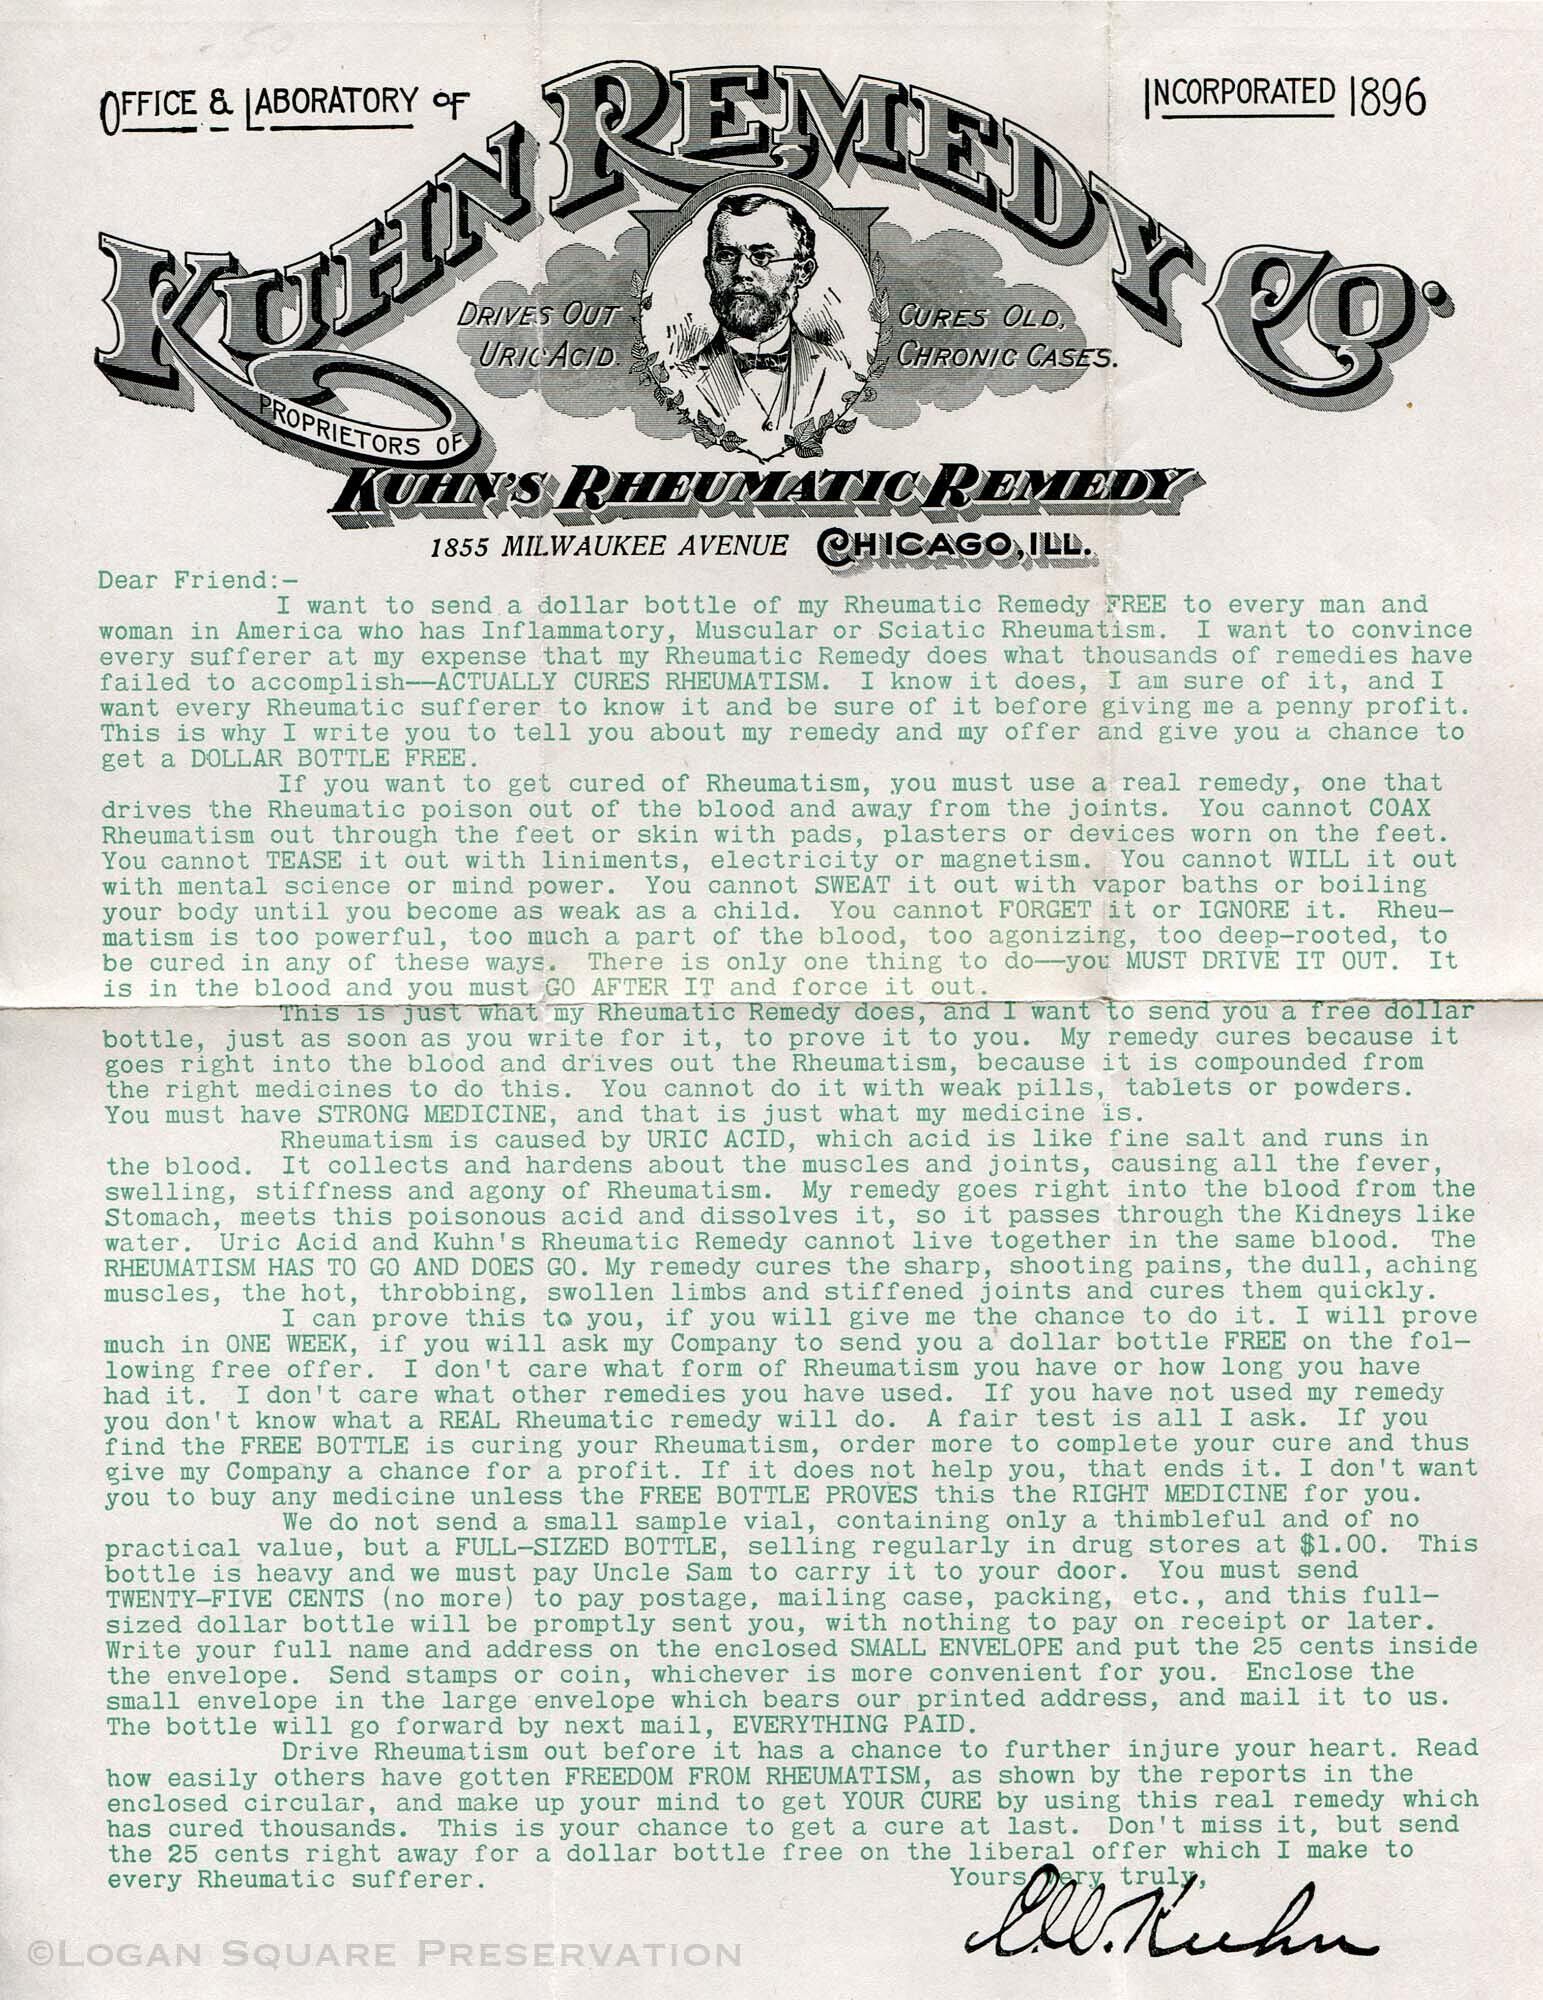 OFFICE & LABORATORY OF
INCORPORATED 1896
KUHN REMEDY CO.
DRIVES OUT
URIC ACID.
CURES OLD,
CHRONIC CASES.
PROPRIETORS OF
KUHN'S RHEUMATIC REMEDY
1855 MILWAUKEE AVENUE CHICAGO, ILL.
Dear Friend:-
I want to send a dollar bottle of my Rheumatic Remedy FREE to every man and
woman in America who has Inflammatory, Muscular or Sciatic Rheumatism. I want to convince
every sufferer at my expense that my Rheumatic Remedy does what thousands of remedies have
failed to accomplish--ACTUALLY CURES RHEUMATISM. I know it does, I am sure of it, and I
want every Rheumatic sufferer to know it and be sure of it before giving me a penny profit.
This is why I write you to tell you about my remedy and my offer and give you a chance to
get a DOLLAR BOTTLE FREE.
If you want to get cured of Rheumatism, you must use a real remedy, one that
drives the Rheumatic poison out of the blood and away from the joints. You cannot COAX
Rheumatism out through the feet or skin with pads, plasters or devices worn on the feet.
You cannot TEASE it out with liniments, electricity or magnetism. You cannot WILL it out
with mental science or mind power. You cannot SWEAT it out with vapor baths or boiling
your body until you become as weak as a child. You cannot FORGET it or IGNORE it. Rheu-
matism is too powerful, too much a part of the blood, too agonizing, too deep-rooted, to
be cured in any of these ways. There is only one thing to do--you MUST DRIVE IT OUT. It
is in the blood and you must GO AFTER IT and force it out.
This is just what my Rheumatic Remedy does, and I want to send you a free dollar
bottle, just as soon as you write for it, to prove it to you. My remedy cures because it
goes right into the blood and drives out the Rheumatism, because it is compounded from
the right medicines to do this. You cannot do it with weak pills, tablets or powders.
You must have STRONG MEDICINE, and that is just what my medicine is.
Rheumatism is caused by URIC ACID, which acid is like fine salt and runs in
the blood. It collects and hardens about the muscles and joints, causing all the fever,
swelling, stiffness and agony of Rheumatism. My remedy goes right into the blood from the
Stomach, meets this poisonous acid and dissolves it, so it passes through the Kidneys like
water. Uric Acid and Kuhn's Rheumatic Remedy cannot live together in the same blood. The
RHEUMATISM HAS TO GO AND DOES GO. My remedy cures the sharp, shooting pains, the dull, aching
muscles, the hot, throbbing, swollen limbs and stiffened joints and cures them quickly.
I can prove this to you, if you will give me the chance to do it. I will prove
much in ONE WEEK, if you will ask my Company to send you a dollar bottle FREE on the fol-
lowing free offer. I don't care what form of Rheumatism you have or how long you have
had it. I don't care what other remedies you have used. If you have not used my remedy
you don't know what a REAL Rheumatic remedy will do. A fair test is all I ask. If you
find the FREE BOTTLE is curing your Rheumatism, order more to complete your cure and thus
give my Company a chance for a profit. If it does not help you, that ends it. I don't want
you to buy any medicine unless the FREE BOTTLE PROVES this the RIGHT MEDICINE for you.
We do not send a small sample vial, containing only a thimbleful and of no
practical value, but a FULL-SIZED BOTTLE, selling regularly in drug stores at $1.00. This
bottle is heavy and we must pay Uncle Sam to carry it to your door. You must send
TWENTY-FIVE CENTS (no more) to pay postage, mailing case, packing, etc., and this full-
sized dollar bottle will be promptly sent you, with nothing to pay on receipt or later.
Write your full name and address on the enclosed SMALL ENVELOPE and put the 25 cents inside
the envelope. Send stamps or coin, whichever is more convenient for you. Enclose the
small envelope in the large envelope which bears our printed address, and mail it to us.
The bottle will go forward by next mail, EVERYTHING PAID.
Drive Rheumatism out before it has a chance to further injure your heart. Read
how easily others have gotten FREEDOM FROM RHEUMATISM, as shown by the reports in the
enclosed circular, and make up your mind to get YOUR CURE by using this real remedy which
has cured thousands. This is your chance to get a cure at last. Don't miss it, but send
the 25 cents right away for a dollar bottle free on the liberal offer which I make to
every Rheumatic sufferer. Yours very truly,
C.W. Kuhn
©LOGAN SQUARE PRESERVATION